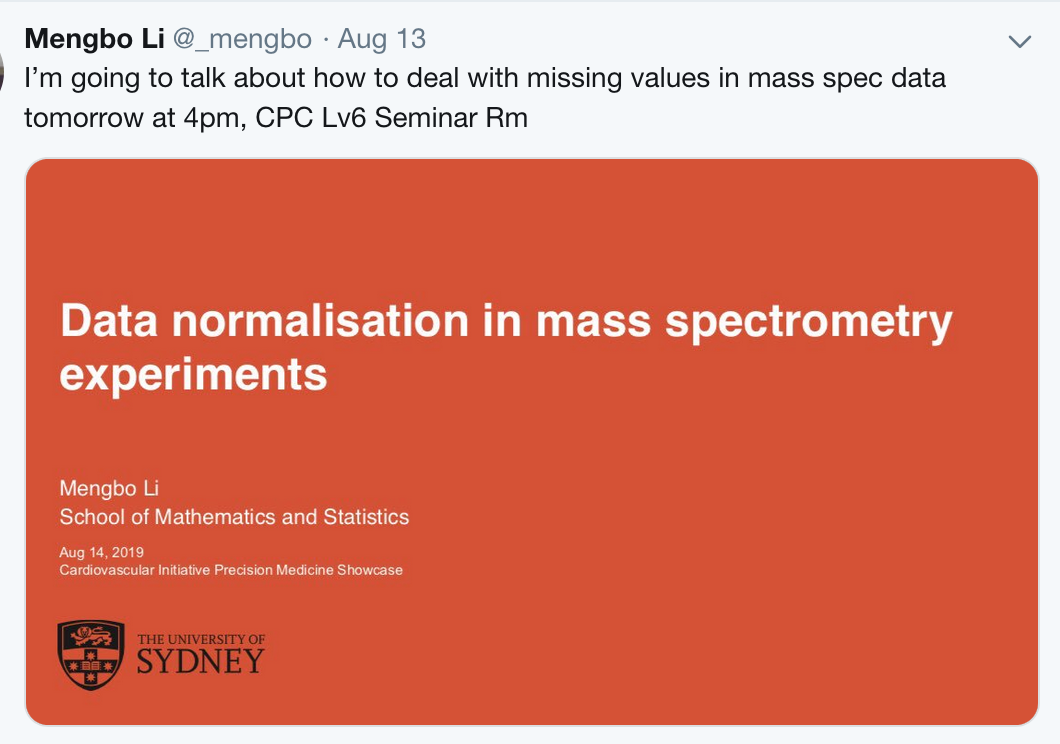 Mengbo Li @_mengbo · Aug 13
I’m going to talk about how to deal with missing values in mass spec data
tomorrow at 4pm, CPC Lv6 Seminar Rm
Data normalisation in mass spectrometry
experiments
Mengbo Li
School of Mathematics and Statistics
Aug 14, 2019
Cardiovascular Initiative Precision Medicine Showcase
THE UNIVERSITY OF
SYDNEY